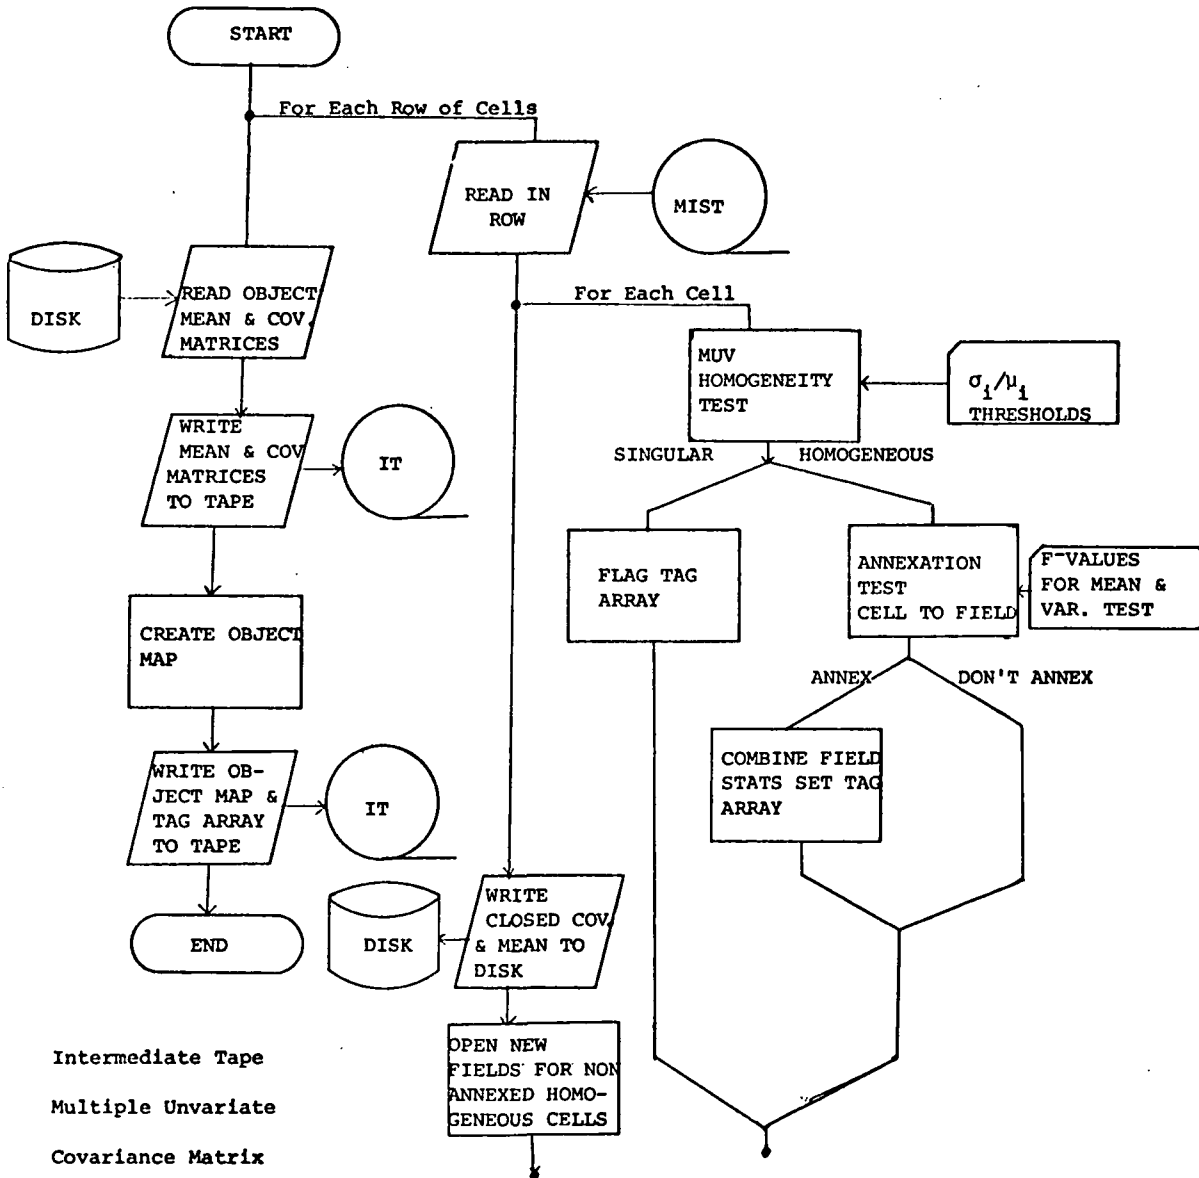 START
For Each Row of Cells
READ IN
ROW
MIST
DISK
READ OBJECT
MEAN & COV.
MATRICES
For Each Cell
MUV
HOMOGENEITY
TEST
σi/μi
THRESHOLDS
WRITE
MEAN & COV
MATRICES
TO TAPE
IT
SINGULAR
HOMOGENEOUS
FLAG TAG
ARRAY
ANNEXATION
TEST
CELL TO FIELD
F-VALUES
FOR MEAN &
VAR. TEST
CREATE OBJECT
MAP
ANNEX
DON'T ANNEX
COMBINE FIELD
STATS SET TAG
ARRAY
WRITE OB-
JECT MAP &
TAG ARRAY
TO TAPE
IT
END
DISK
WRITE
CLOSED COV.
& MEAN TO
DISK
OPEN NEW
FIELDS FOR NON
ANNEXED HOMO-
GENEOUS CELLS
Intermediate Tape
Multiple Unvariate
Covariance Matrix